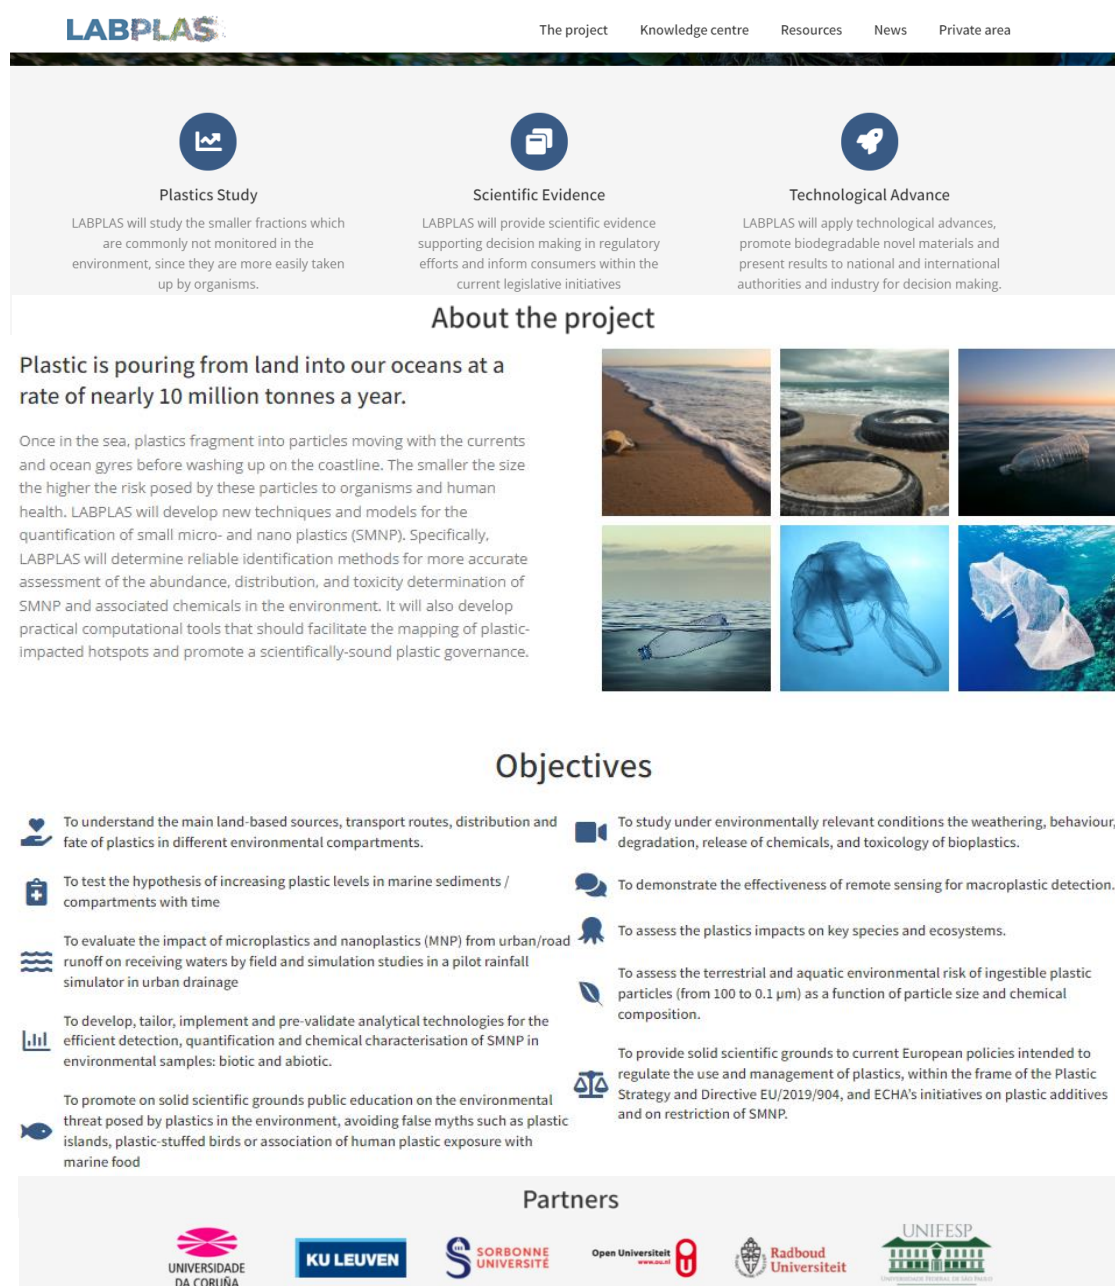 LABPLAS
The project
Knowledge centre
Resources
News
Private area
Plastics Study
LABPLAS will study the smaller fractions which
are commonly not monitored in the
environment, since they are more easily taken
up by organisms.
Scientific Evidence
LABPLAS will provide scientific evidence
supporting decision making in regulatory
efforts and inform consumers within the
current legislative initiatives
Technological Advance
LABPLAS will apply technological advances,
promote biodegradable novel materials and
present results to national and international
authorities and industry for decision making.
About the project
Plastic is pouring from land into our oceans at a
rate of nearly 10 million tonnes a year.
Once in the sea, plastics fragment into particles moving with the currents
and ocean gyres before washing up on the coastline. The smaller the size
the higher the risk posed by these particles to organisms and human
health. LABPLAS will develop new techniques and models for the
quantification of small micro- and nano plastics (SMNP). Specifically,
LABPLAS will determine reliable identification methods for more accurate
assessment of the abundance, distribution, and toxicity determination of
SMNP and associated chemicals in the environment. It will also develop
practical computational tools that should facilitate the mapping of plastic-
impacted hotspots and promote a scientifically-sound plastic governance.
Objectives
To understand the main land-based sources, transport routes, distribution and
fate of plastics in different environmental compartments.
To test the hypothesis of increasing plastic levels in marine sediments /
compartments with time
To evaluate the impact of microplastics and nanoplastics (MNP) from urban/road
runoff on receiving waters by field and simulation studies in a pilot rainfall
simulator in urban drainage
To develop, tailor, implement and pre-validate analytical technologies for the
efficient detection, quantification and chemical characterisation of SMNP in
environmental samples: biotic and abiotic.
To promote on solid scientific grounds public education on the environmental
threat posed by plastics in the environment, avoiding false myths such as plastic
islands, plastic-stuffed birds or association of human plastic exposure with
marine food
To study under environmentally relevant conditions the weathering, behaviour,
degradation, release of chemicals, and toxicology of bioplastics.
To demonstrate the effectiveness of remote sensing for macroplastic detection.
To assess the plastics impacts on key species and ecosystems.
To assess the terrestrial and aquatic environmental risk of ingestible plastic
particles (from 100 to 0.1 μm) as a function of particle size and chemical
composition.
To provide solid scientific grounds to current European policies intended to
regulate the use and management of plastics, within the frame of the Plastic
Strategy and Directive EU/2019/904, and ECHA's initiatives on plastic additives
and on restriction of SMNP.
Partners
UNIVERSIDADE
DA CORUÑA
KU LEUVEN
SORBONNE
UNIVERSITÉ
Open Universiteit
www.ou.nl
Radboud
Universiteit
UNIFESP
UNIVERSIDADE FEDERAL DE SÃO PAULO